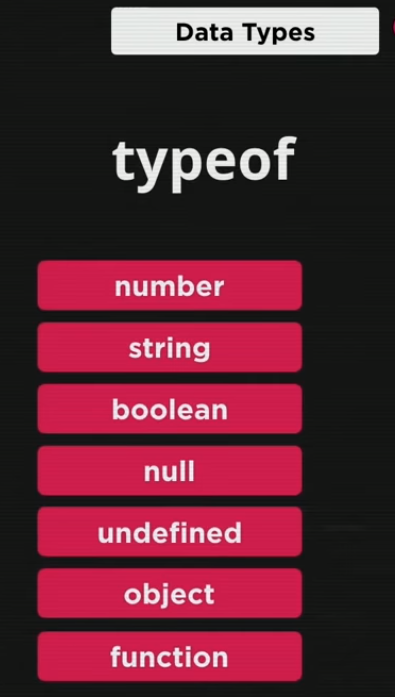 Data Types
typeof
number
string
boolean
null
undefined
object
function